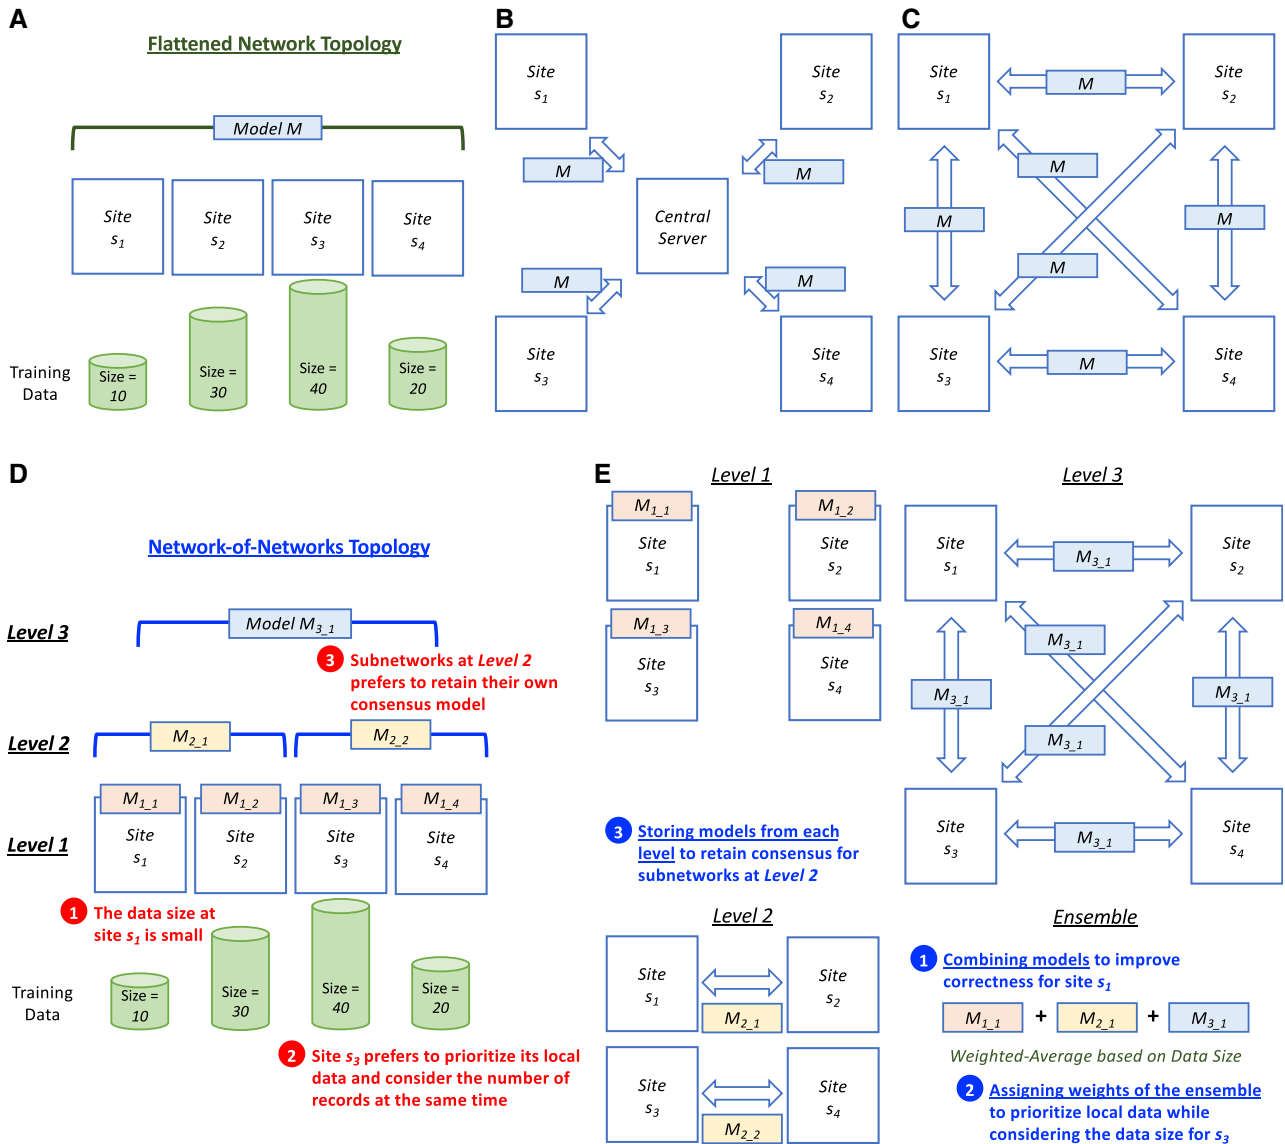 A
Flattened Network Topology
Model M
Site
s1
Site
s2
Site
s3
Site
s4
Training
Data
Size =
10
Size =
30
Size =
40
Size =
20
B
Site
s1
Site
s2
M
M
Central
Server
M
M
Site
s3
Site
s4
C
Site
s1
M
Site
s2
M
M
M
M
Site
s3
M
Site
s4
D
Network-of-Networks Topology
Level 3
Model M3_1
3 Subnetworks at Level 2
prefers to retain their own
consensus model
Level 2
M2_1
M2_2
Level 1
M1_1
M1_2
M1_3
M1_4
Site
s1
Site
s2
Site
s3
Site
s4
1 The data size at
site s1 is small
Training
Data
Size =
10
Size =
30
Size =
40
Size =
20
2 Site s3 prefers to prioritize its local
data and consider the number of
records at the same time
E
Level 1
M1_1
Site
s1
M1_2
Site
s2
M1_3
Site
s3
M1_4
Site
s4
Level 3
Site
s1
M3_1
Site
s2
M3_1
M3_1
M3_1
M3_1
Site
s3
M3_1
Site
s4
3 Storing models from each
level to retain consensus for
subnetworks at Level 2
Level 2
Site
s1
M2_1
Site
s2
Site
s3
M2_2
Site
s4
Ensemble
1 Combining models to improve
correctness for site s1
M1_1 + M2_1 + M3_1
Weighted-Average based on Data Size
2 Assigning weights of the ensemble
to prioritize local data while
considering the data size for s3